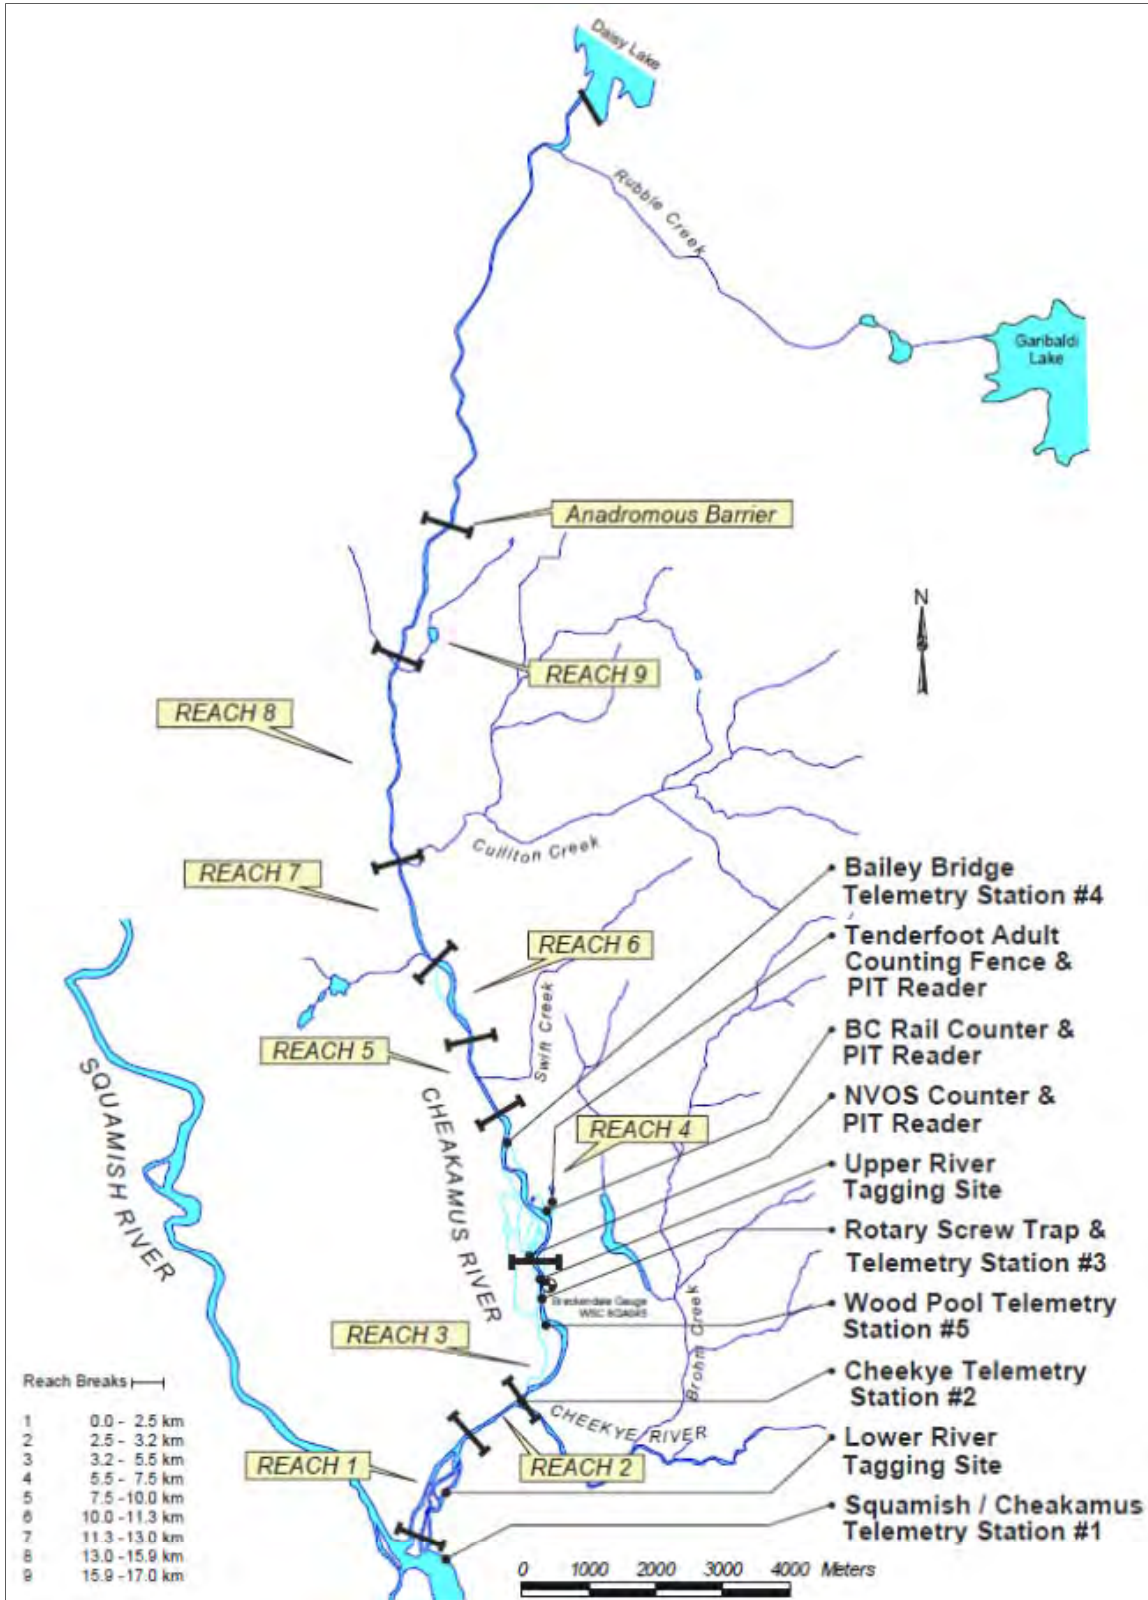 Daisy Lake
Rubble Creek
Garibaldi
Lake
Anadromous Barrier
N
REACH 9
REACH 8
Culliton Creek
REACH 7
Bailey Bridge
Telemetry Station #4
REACH 6
Tenderfoot Adult
Counting Fence &
PIT Reader
Swift Creek
REACH 5
BC Rail Counter &
PIT Reader
SQUAMISH RIVER
CHEAKAMUS RIVER
NVOS Counter &
PIT Reader
REACH 4
Upper River
Tagging Site
Rotary Screw Trap &
Telemetry Station #3
Brackendale Gauge
WSC
Wood Pool Telemetry
Station #5
REACH 3
Brohm Creek
Cheekye Telemetry
Station #2
CHEEKYE RIVER
Lower River
Tagging Site
REACH 1
REACH 2
Squamish / Cheakamus
Telemetry Station #1
Reach Breaks
1 0.0 - 2.5 km
2 2.5 - 3.2 km
3 3.2 - 5.5 km
4 5.5 - 7.5 km
5 7.5 - 10.0 km
6 10.0 - 11.3 km
7 11.3 - 13.0 km
8 13.0 - 15.9 km
9 15.9 - 17.0 km
0 1000 2000 3000 4000 Meters